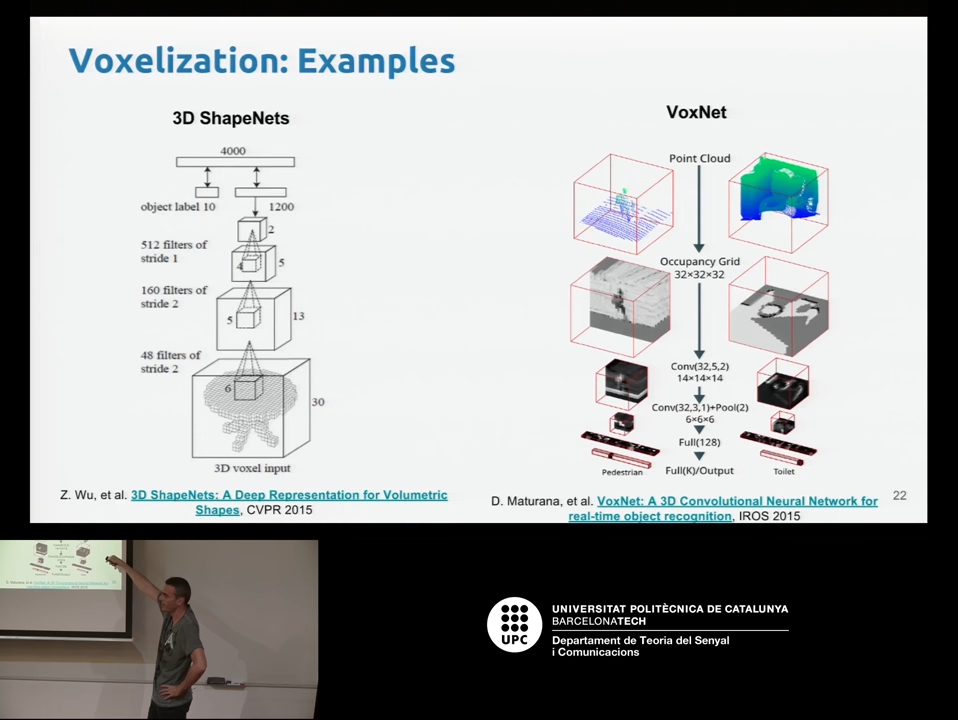 Voxelization: Examples
3D ShapeNets
4000
object label 10
1200
2
512 filters of
stride 1
4
5
160 filters of
stride 2
5
13
48 filters of
stride 2
6
30
3D voxel input
Z. Wu, et al. 3D ShapeNets: A Deep Representation for Volumetric
Shapes, CVPR 2015
VoxNet
Point Cloud
Occupancy Grid
32×32×32
Conv(32,5,2)
14×14×14
Conv(32,3,1)+Pool(2)
6×6×6
Full(128)
Pedestrian
Full(K)/Output
Toilet
D. Maturana, et al. VoxNet: A 3D Convolutional Neural Network for
real-time object recognition, IROS 2015
22
UPC
UNIVERSITAT POLITÈCNICA DE CATALUNYA
BARCELONATECH
Departament de Teoria del Senyal
i Comunicacions